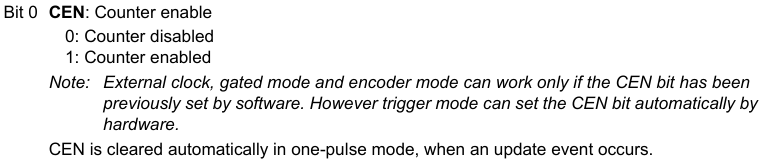 Bit 0 CEN: Counter enable
0: Counter disabled
1: Counter enabled
Note: External clock, gated mode and encoder mode can work only if the CEN bit has been
previously set by software. However trigger mode can set the CEN bit automatically by
hardware.
CEN is cleared automatically in one-pulse mode, when an update event occurs.